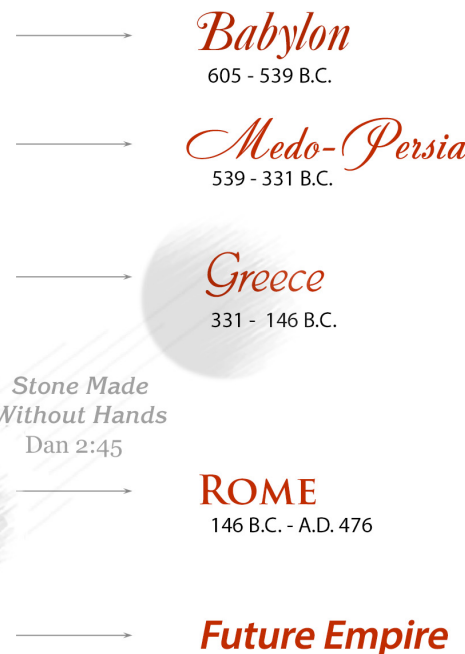 Babylon
605 - 539 B.C.
Medo-Persia
539 - 331 B.C.
Greece
331 - 146 B.C.
Stone Made
Without Hands
Dan 2:45
ROME
146 B.C. - A.D. 476
Future Empire